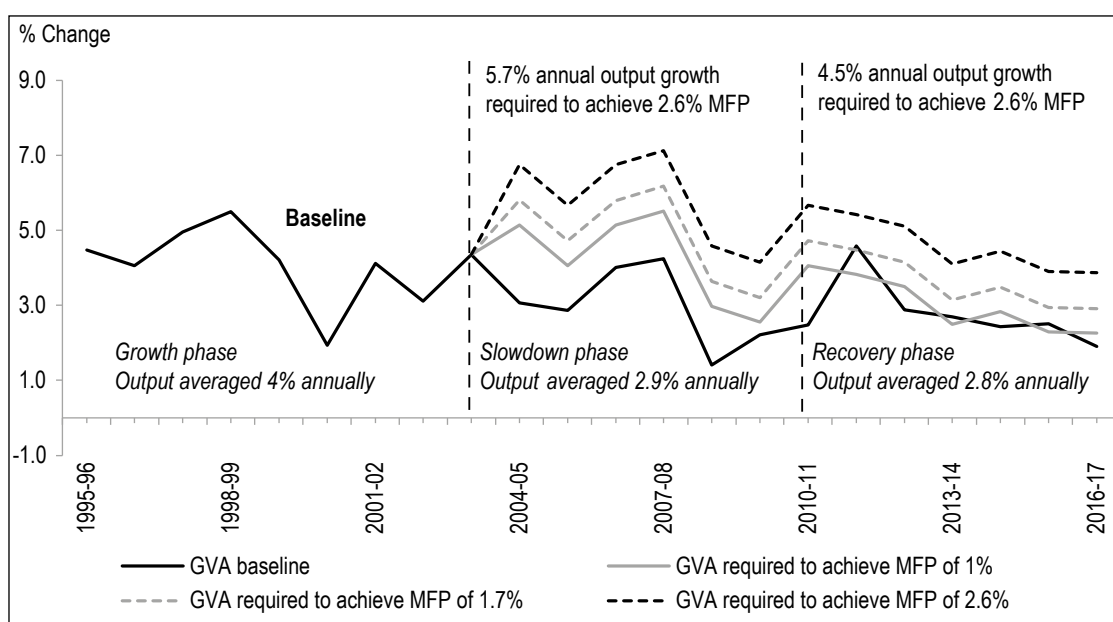 % Change
9.0
7.0
5.0
3.0
1.0
-1.0
5.7% annual output growth
required to achieve 2.6% MFP
4.5% annual output growth
required to achieve 2.6% MFP
Baseline
Growth phase
Output averaged 4% annually
Slowdown phase
Output averaged 2.9% annually
Recovery phase
Output averaged 2.8% annually
1995-96
1998-99
2001-02
2004-05
2007-08
2010-11
2013-14
2016-17
GVA baseline
GVA required to achieve MFP of 1%
GVA required to achieve MFP of 1.7%
GVA required to achieve MFP of 2.6%